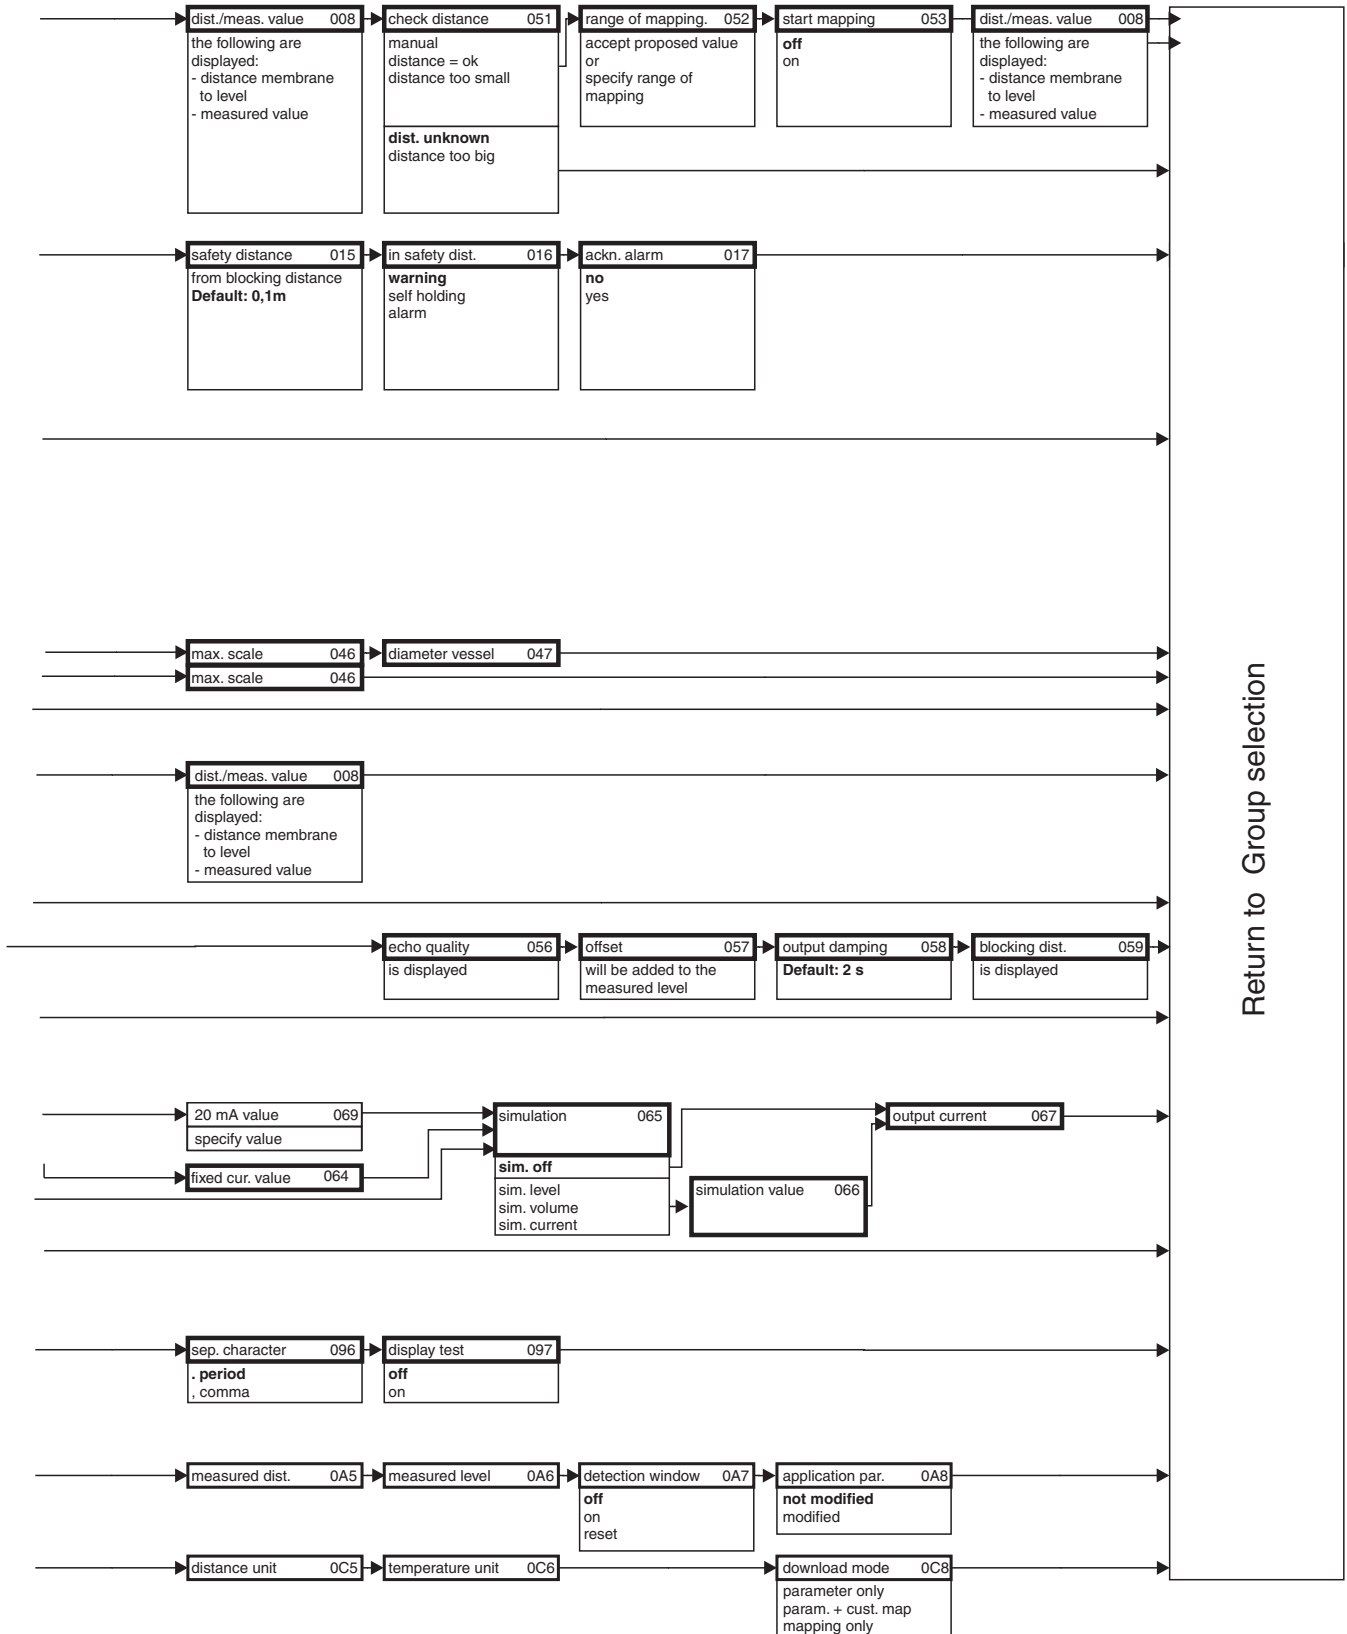 dist./meas. value 008
the following are
displayed:
- distance membrane
to level
- measured value
check distance 051
manual
distance = ok
distance too small
dist. unknown
distance too big
range of mapping. 052
accept proposed value
or
specify range of
mapping
start mapping 053
off
on
dist./meas. value 008
the following are
displayed:
- distance membrane
to level
- measured value
safety distance 015
from blocking distance
Default: 0,1m
in safety dist. 016
warning
self holding
alarm
ackn. alarm 017
no
yes
max. scale 046
diameter vessel 047
max. scale 046
dist./meas. value 008
the following are
displayed:
- distance membrane
to level
- measured value
echo quality 056
is displayed
offset 057
will be added to the
measured level
output damping 058
Default: 2 s
blocking dist. 059
is displayed
20 mA value 069
specify value
fixed cur. value 064
simulation 065
sim. off
sim. level
sim. volume
sim. current
simulation value 066
output current 067
sep. character 096
. period
, comma
display test 097
off
on
measured dist. 0A5
measured level 0A6
detection window 0A7
off
on
reset
application par. 0A8
not modified
modified
distance unit 0C5
temperature unit 0C6
download mode 0C8
parameter only
param. + cust. map
mapping only
Return to Group selection